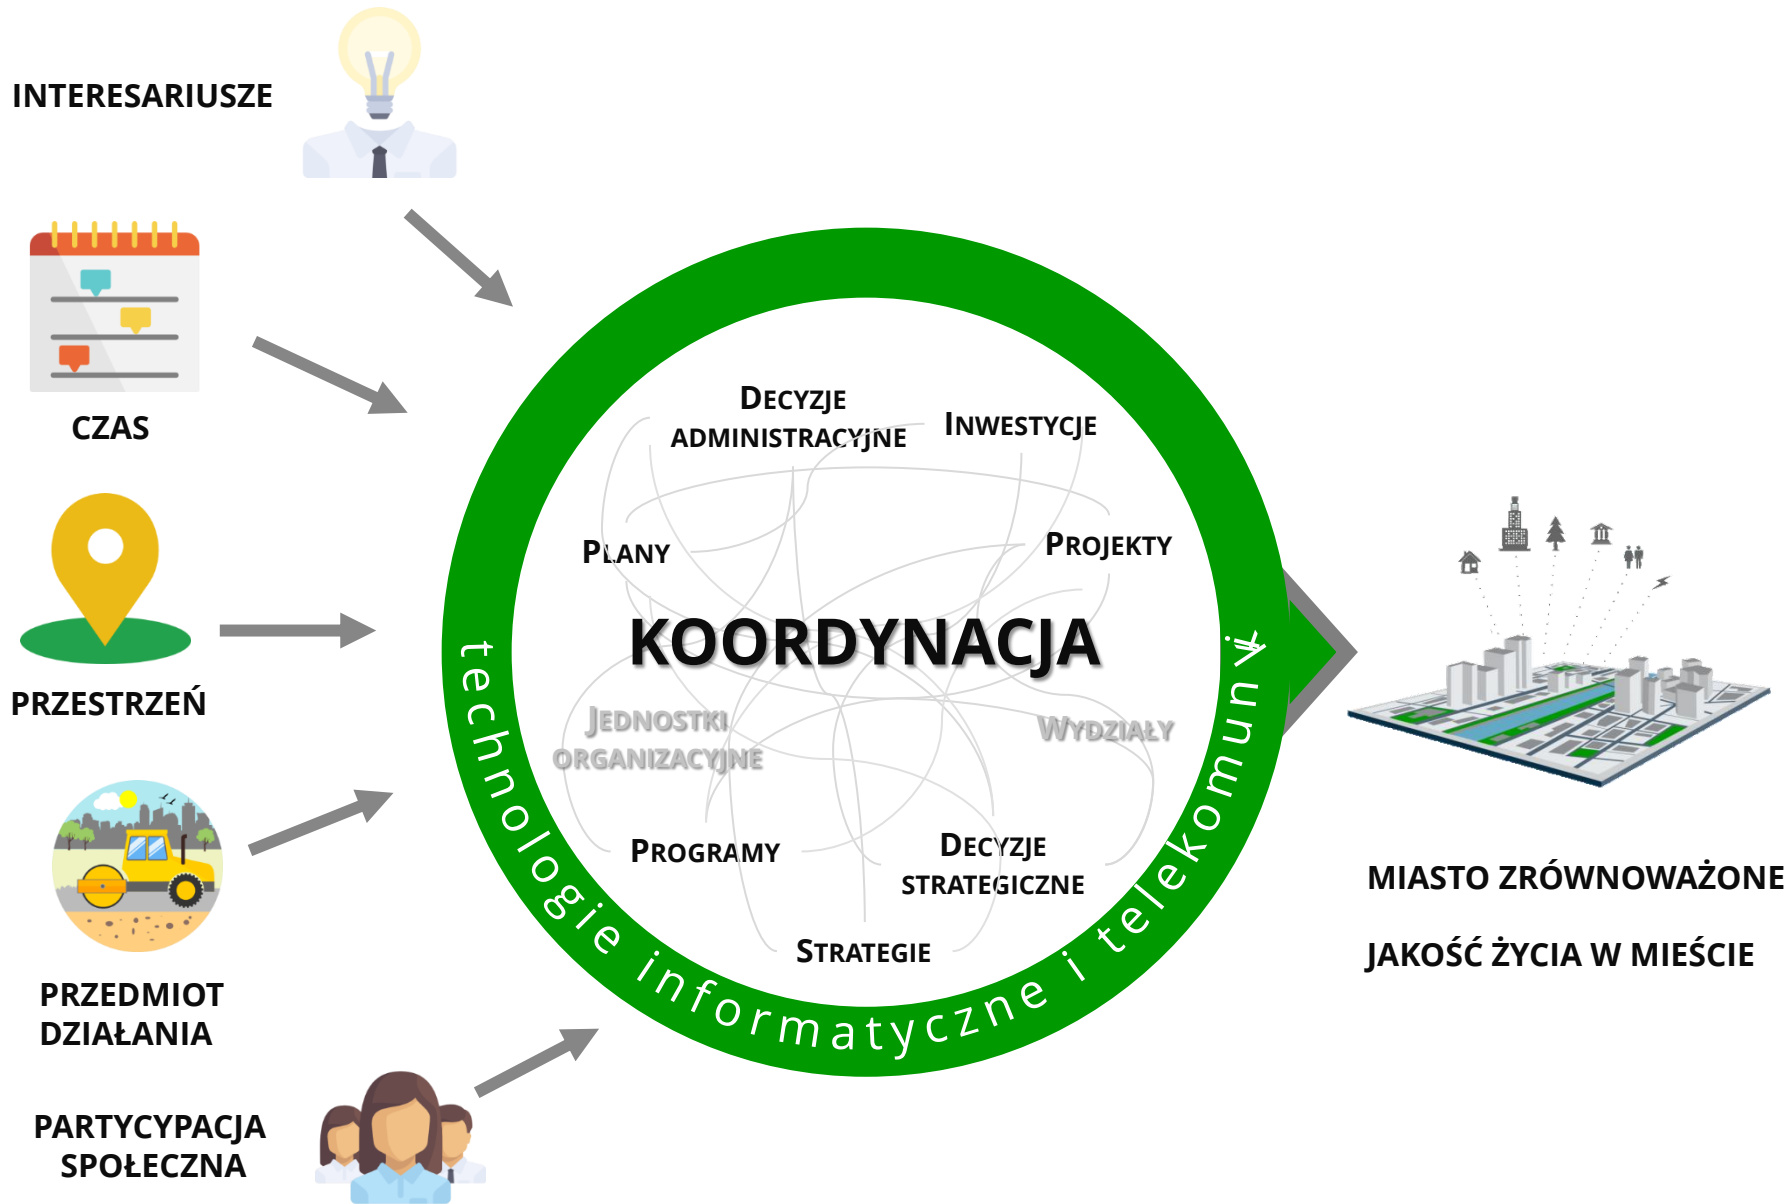 INTERESARIUSZE
CZAS
PRZESTRZEŃ
PRZEDMIOT
DZIAŁANIA
PARTYCYPACJA
SPOŁECZNA
DECYZJE
ADMINISTRACYJNE
INWESTYCJE
PLANY
PROJEKTY
KOORDYNACJA
JEDNOSTKI
ORGANIZACYJNE
WYDZIAŁY
PROGRAMY
DECYZJE
STRATEGICZNE
STRATEGIE
technologie informatyczne i telekomun
MIASTO ZRÓWNOWAŻONE
JAKOŚĆ ŻYCIA W MIEŚCIE